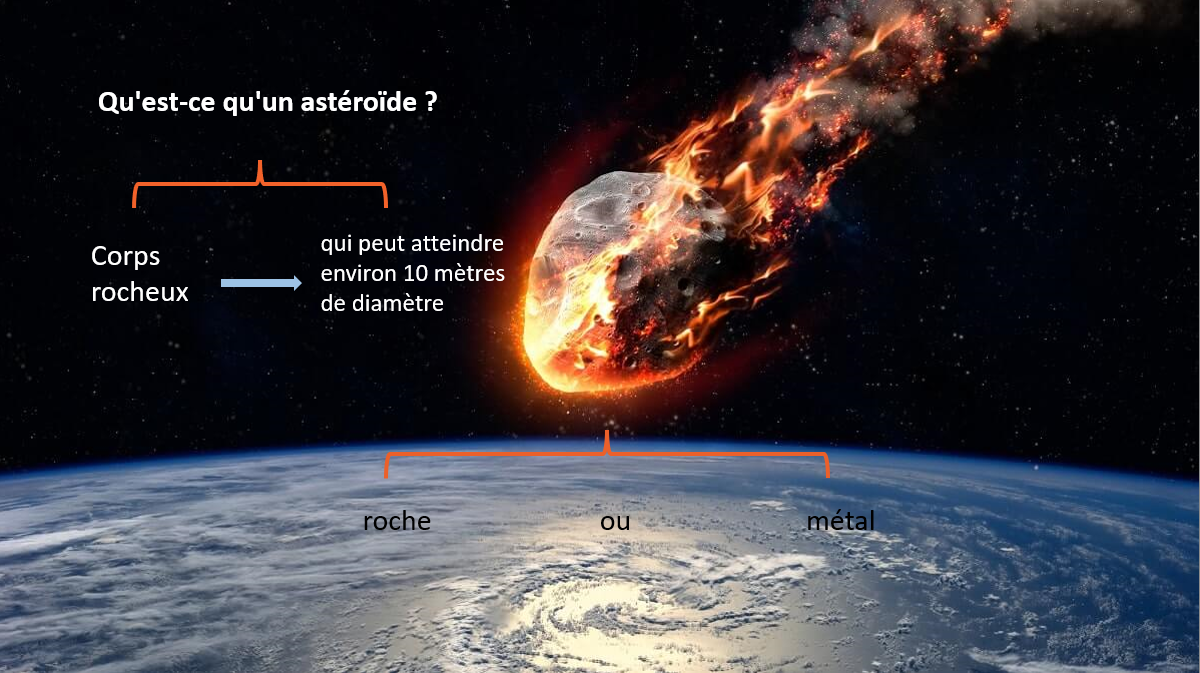 Qu'est-ce qu'un astéroïde ?
Corps
rocheux
qui peut atteindre
environ 10 mètres
de diamètre
roche ou métal